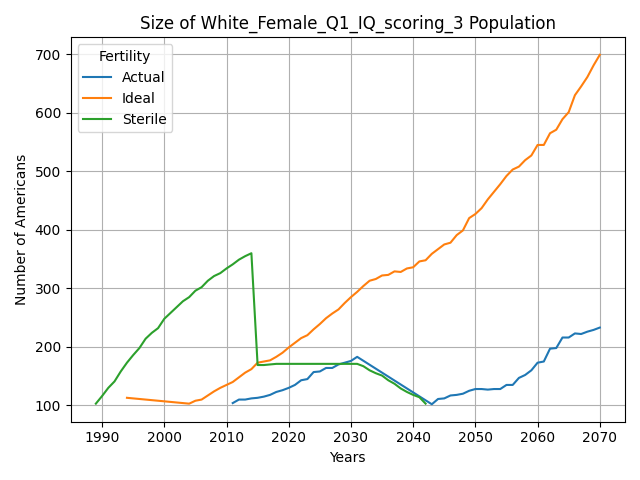 Size of White_Female_Q1_IQ_scoring_3 Population
Fertility
Actual
Ideal
Sterile
Number of Americans
700
600
500
400
300
200
100
1990 2000 2010 2020 2030 2040 2050 2060 2070
Years